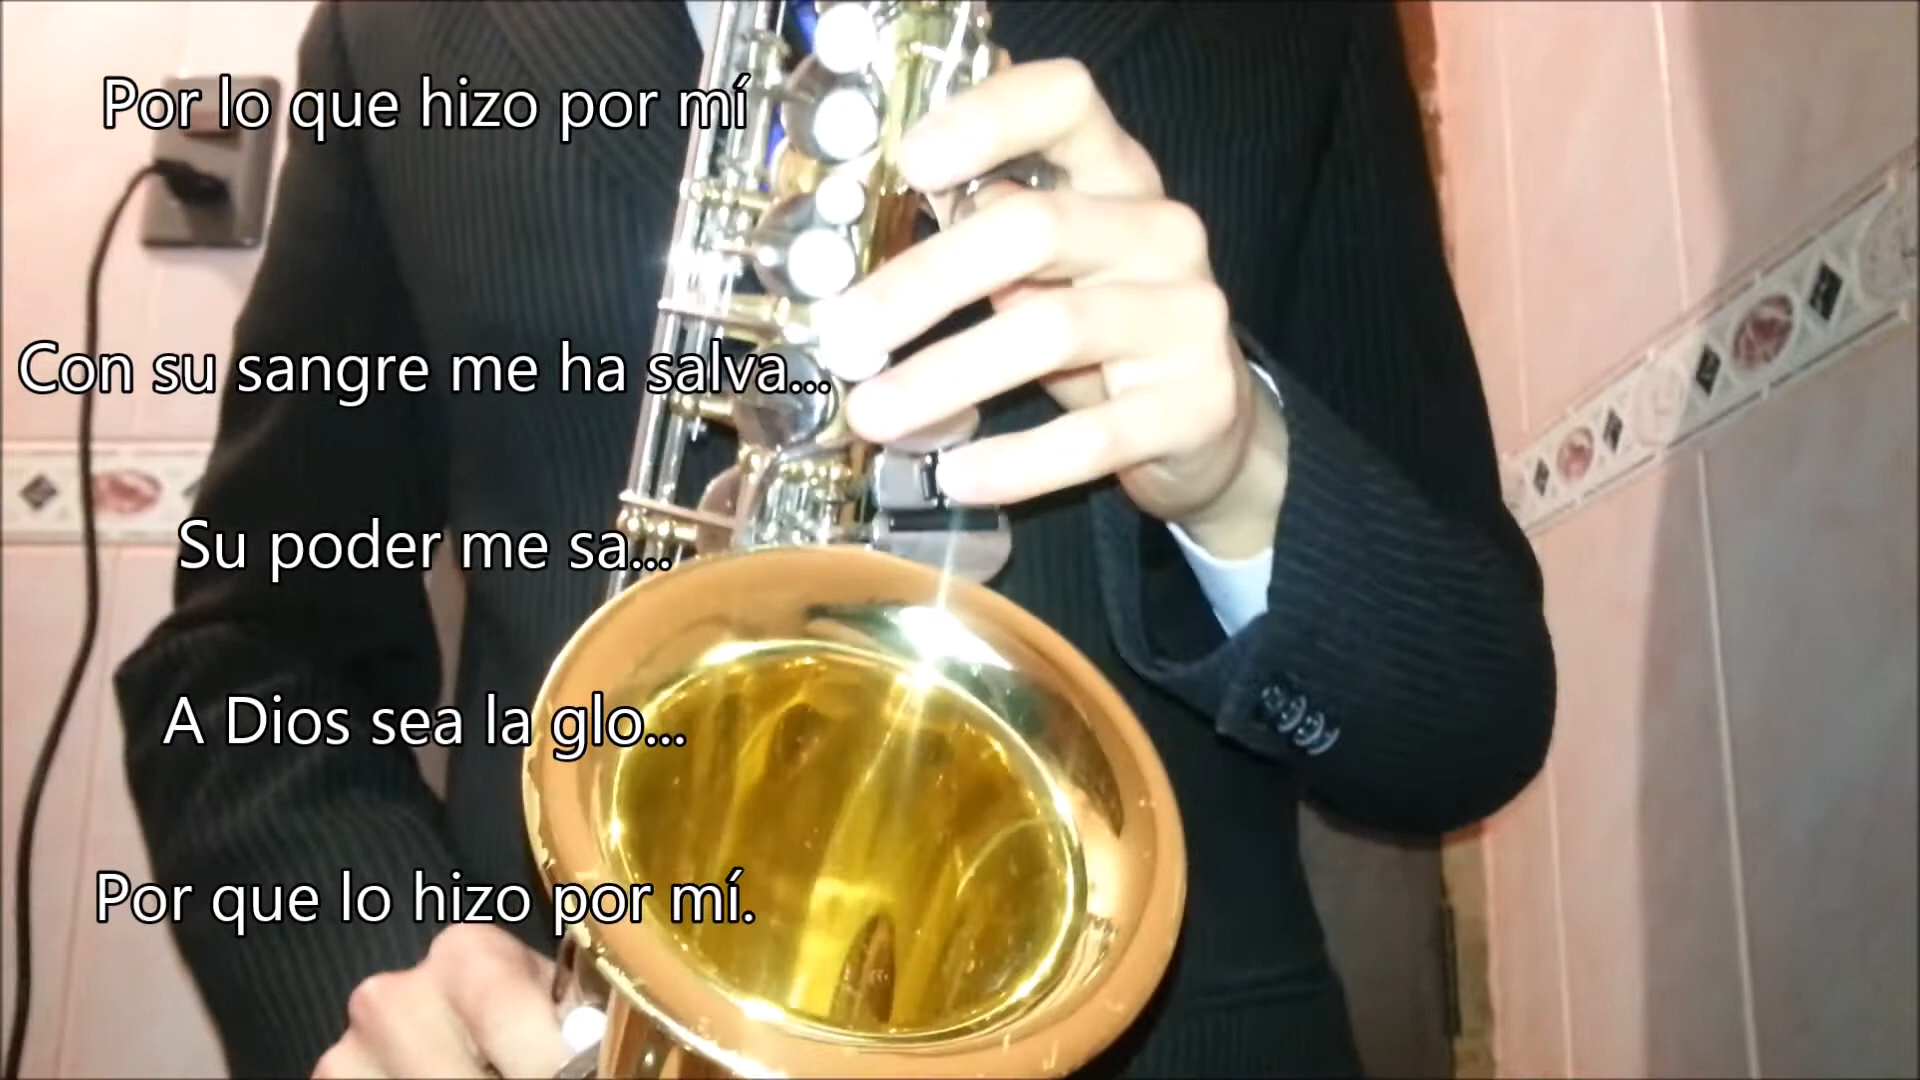 Por lo que hizo por mí
Con su sangre me ha salva...
Su poder me sa...
A Dios sea la glo...
Por que lo hizo por mí.